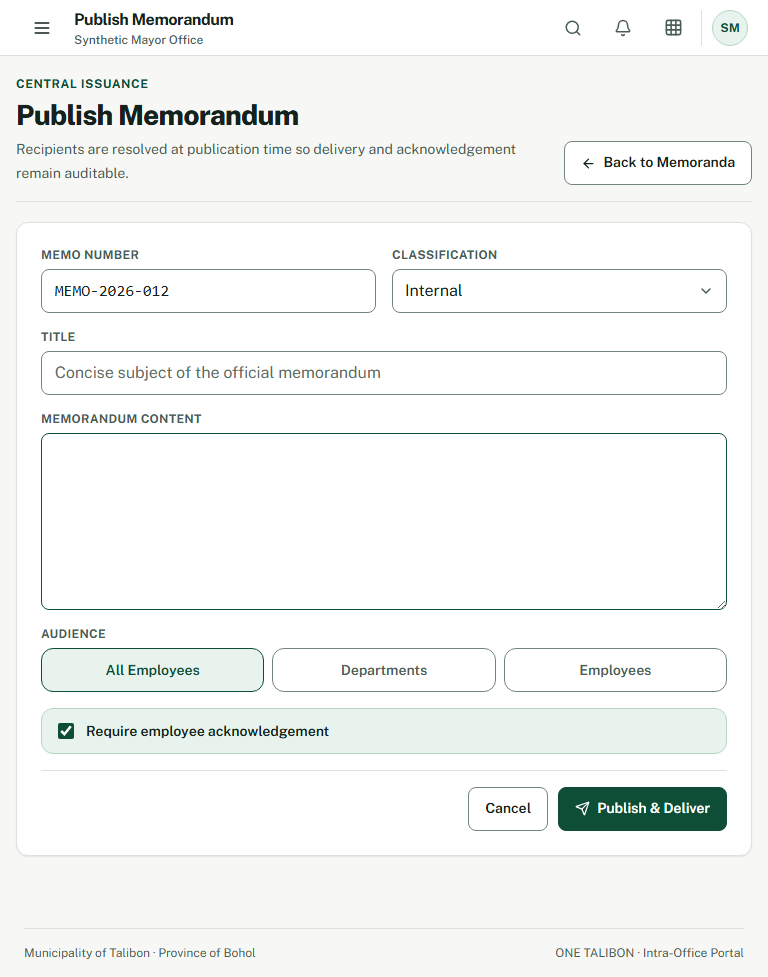 Publish Memorandum
Synthetic Mayor Office
SM
CENTRAL ISSUANCE
Publish Memorandum
Recipients are resolved at publication time so delivery and acknowledgement
remain auditable.
Back to Memoranda
MEMO NUMBER
CLASSIFICATION
MEMO-2026-012
Internal
TITLE
Concise subject of the official memorandum
MEMORANDUM CONTENT
AUDIENCE
All Employees
Departments
Employees
Require employee acknowledgement
Cancel
Publish & Deliver
Municipality of Talibon · Province of Bohol
ONE TALIBON · Intra-Office Portal